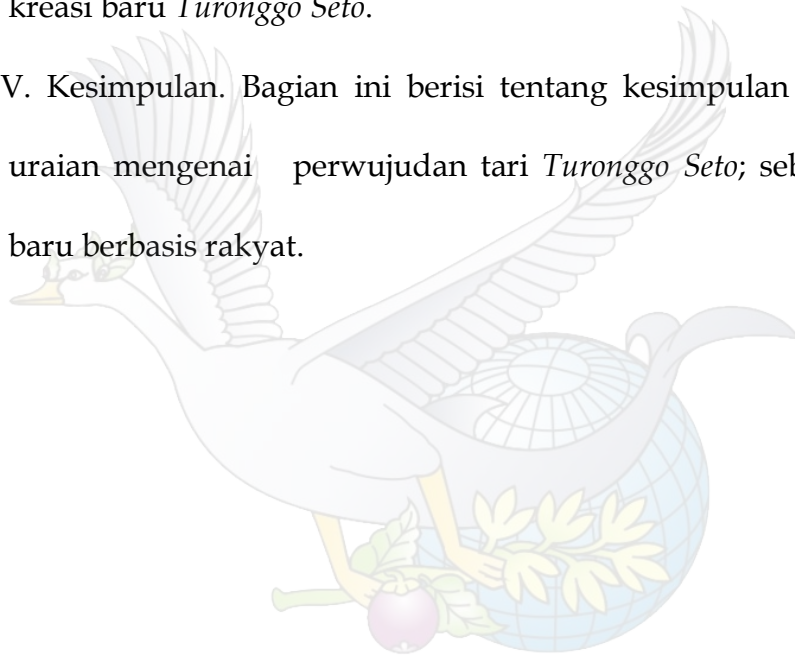 kreasi baru Turonggo Seto.
V. Kesimpulan. Bagian ini berisi tentang kesimpulan
uraian mengenai perwujudan tari Turonggo Seto;
baru berbasis rakyat.